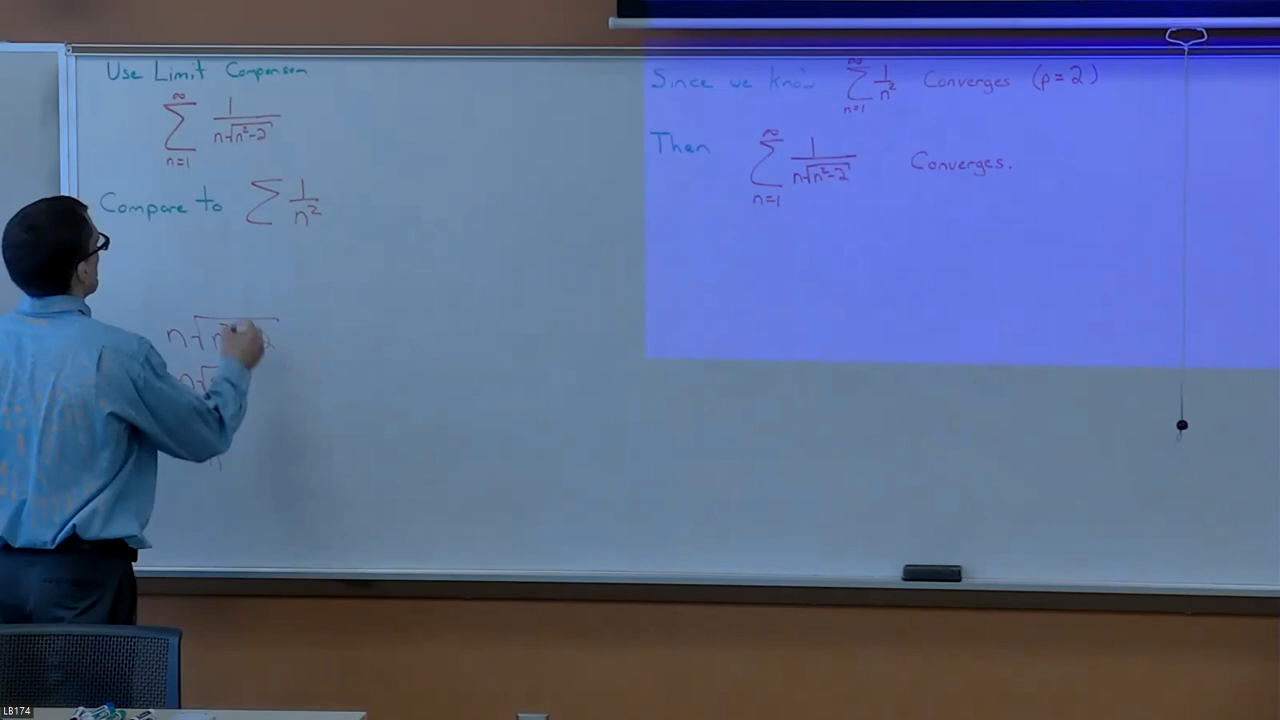 Use Limit Comparison
∞
∑ 1/(n√(n²-2))
n=1
Compare to ∑ 1/n²
n√n
n√
Since we know ∞ ∑ n=1 1/n² Converges (p=2)
Then ∞ ∑ n=1 1/(n√(n²-2)) Converges.
LB174